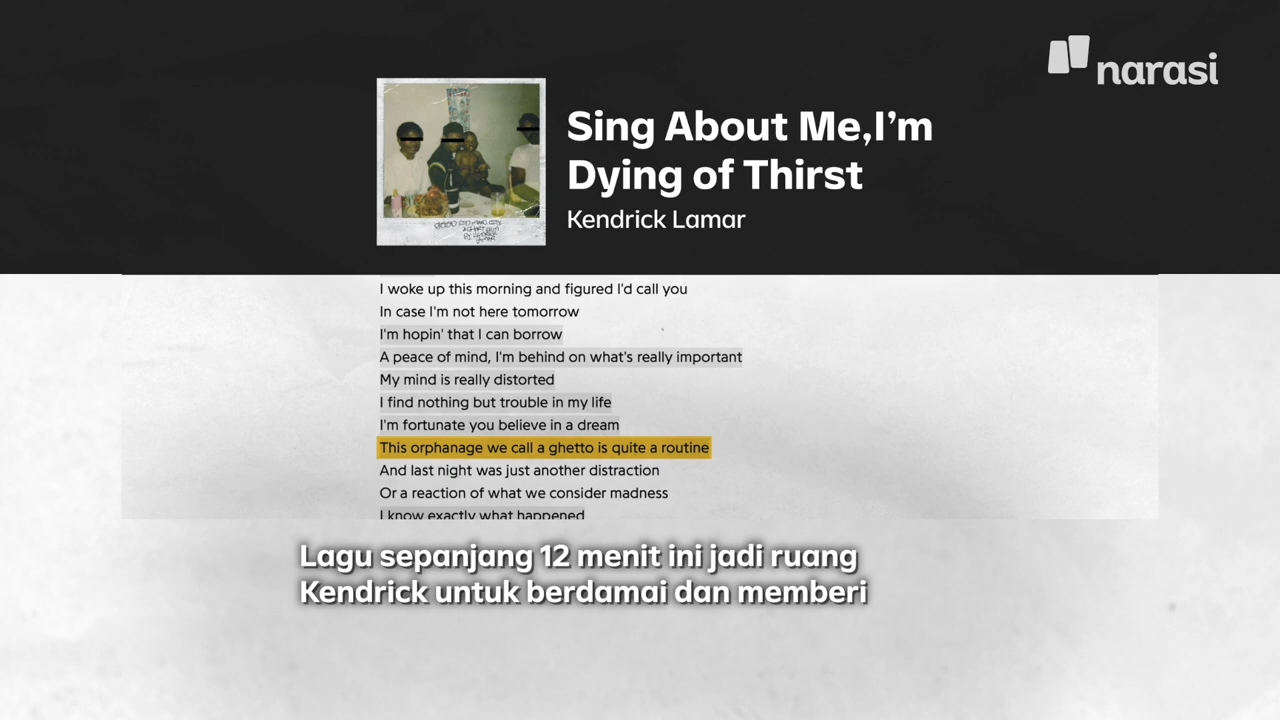 narasi
Sing About Me,I’m
Dying of Thirst
Kendrick Lamar
I woke up this morning and figured I'd call you
In case I'm not here tomorrow
I'm hopin' that I can borrow
A peace of mind, I'm behind on what's really important
My mind is really distorted
I find nothing but trouble in my life
I'm fortunate you believe in a dream
This orphanage we call a ghetto is quite a routine
And last night was just another distraction
Or a reaction of what we consider madness
I know exactly what happened
Lagu sepanjang 12 menit ini jadi ruang
Kendrick untuk berdamai dan memberi